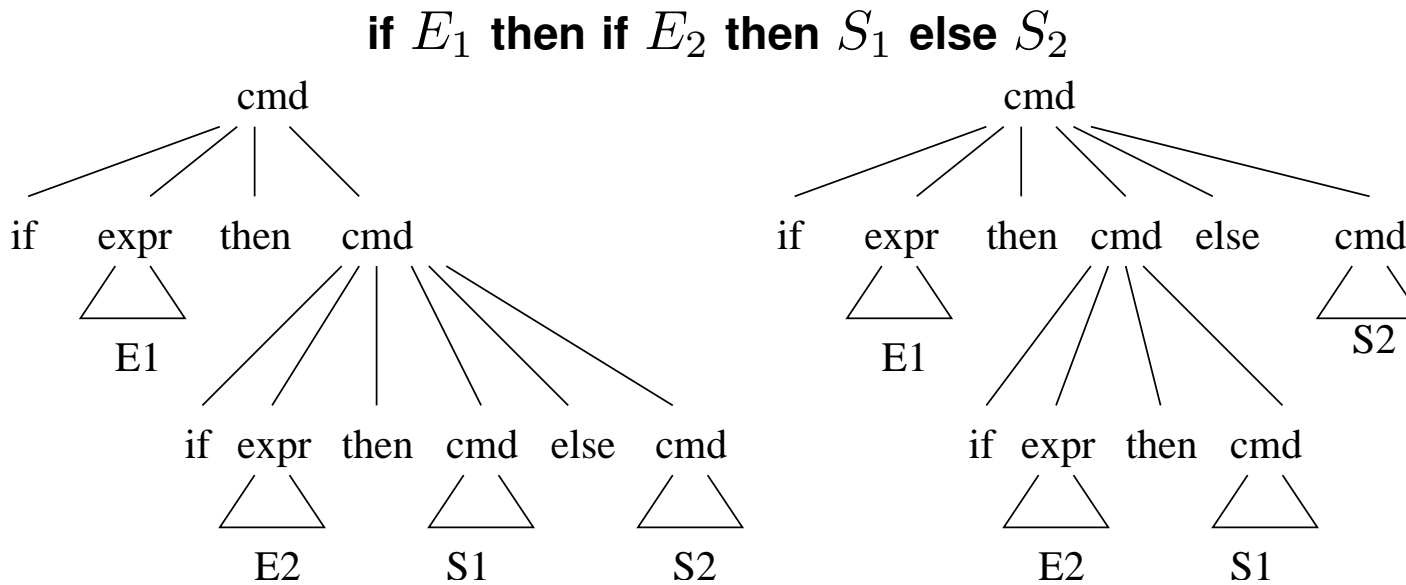 if E₁ then if E₂ then S₁ else S₂
cmd cmd
if expr then cmd if expr then cmd else cmd
E1 E1 S2
if expr then cmd else cmd if expr then cmd
E2 S1 S2 E2 S1